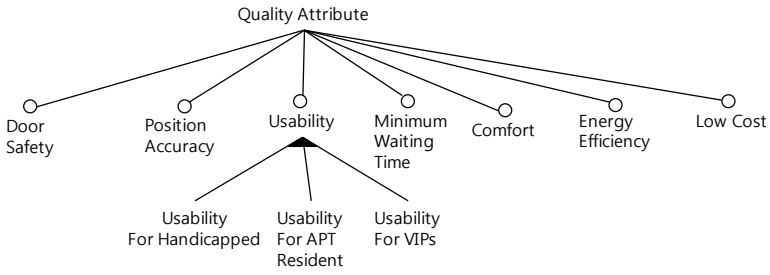 Quality Attribute
Door
Safety
Position
Accuracy
Usability
Minimum
Waiting
Time
Comfort
Energy
Efficiency
Low Cost
Usability
For Handicapped
Usability
For APT
Resident
Usability
For VIPs